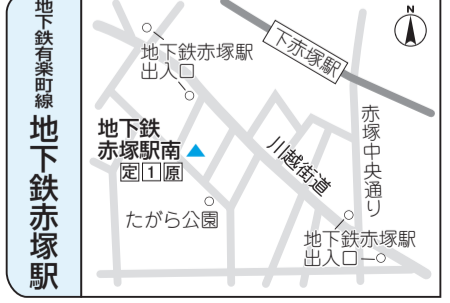 地下鉄有楽町線
地下鉄赤塚駅
N
地下鉄赤塚駅
出入口
下赤塚駅
地下鉄
赤塚駅南
定1原
川越街道
赤塚中央通り
たがら公園
地下鉄赤塚駅
出入口